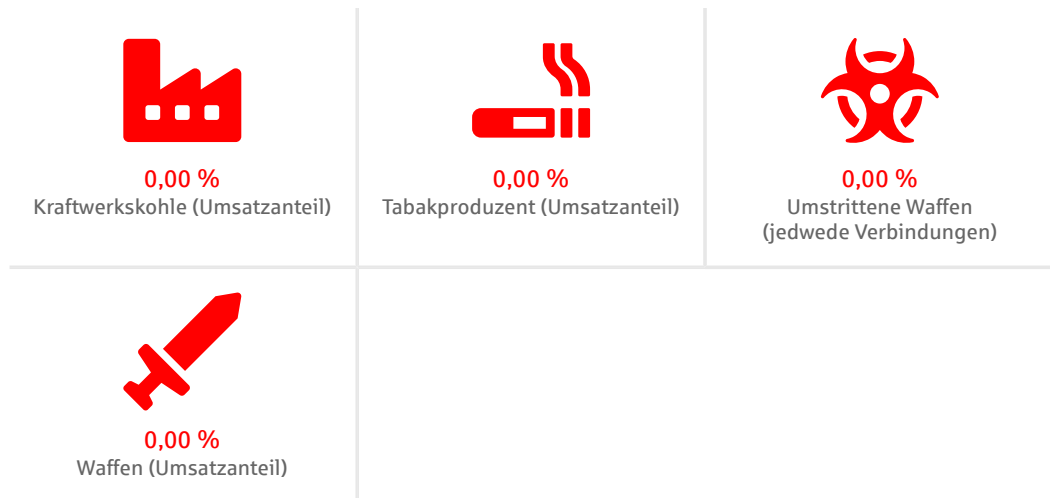 0,00 %
Kraftwerkskohle (Umsatzanteil)
0,00 %
Tabakproduzent (Umsatzanteil)
0,00 %
Umstrittene Waffen
(jedwede Verbindungen)
0,00 %
Waffen (Umsatzanteil)